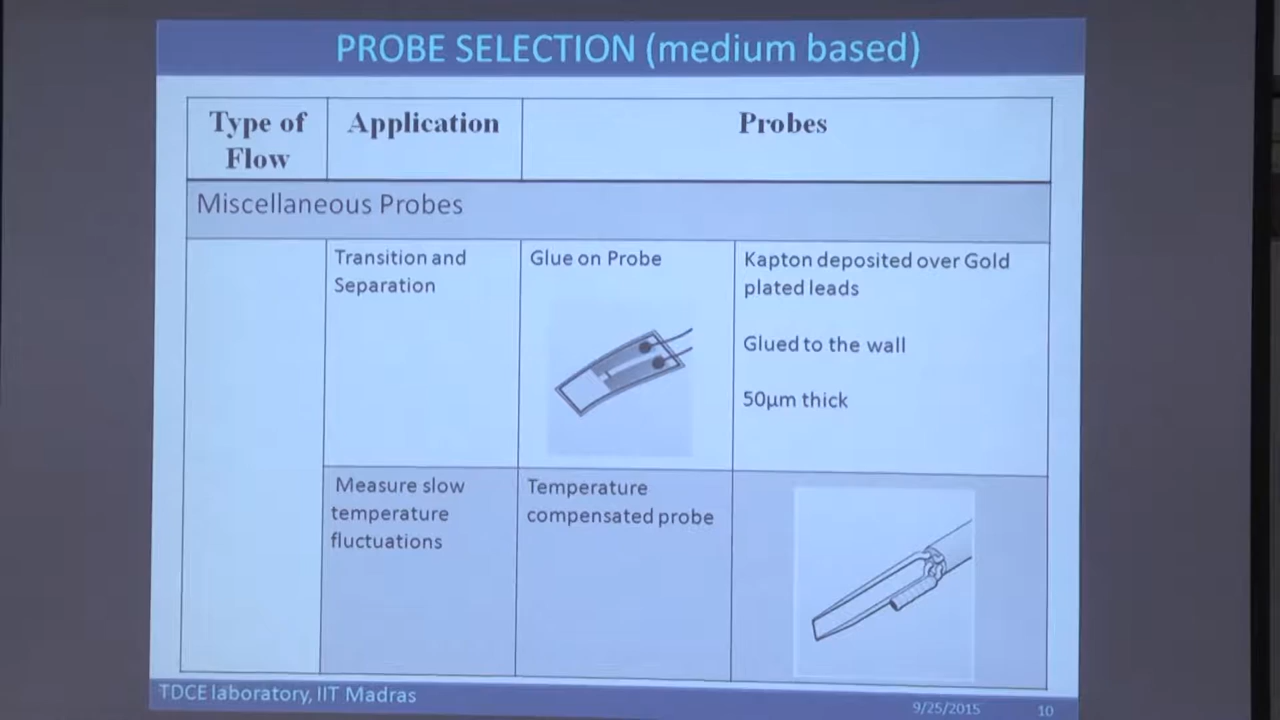 PROBE SELECTION (medium based)
Type of
Flow
Application
Probes
Miscellaneous Probes
Transition and
Separation
Glue on Probe
Kapton deposited over Gold
plated leads
Glued to the wall
50μm thick
Measure slow
temperature
fluctuations
Temperature
compensated probe
TDCE laboratory, IIT Madras
9/25/2015
10